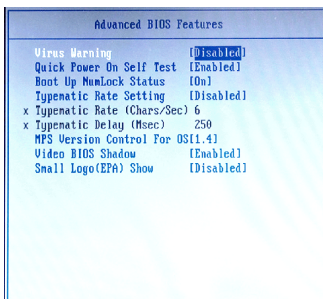 Advanced BIOS Features
Virus Warning [Disabled]
Quick Power On Self Test [Enabled]
Boot Up NumLock Status [On]
Typematic Rate Setting [Disabled]
x Typematic Rate (Chars/Sec) 6
x Typematic Delay (Msec) 250
MPS Version Control For OS[1.4]
Video BIOS Shadow [Enabled]
Small Logo(EPA) Show [Disabled]